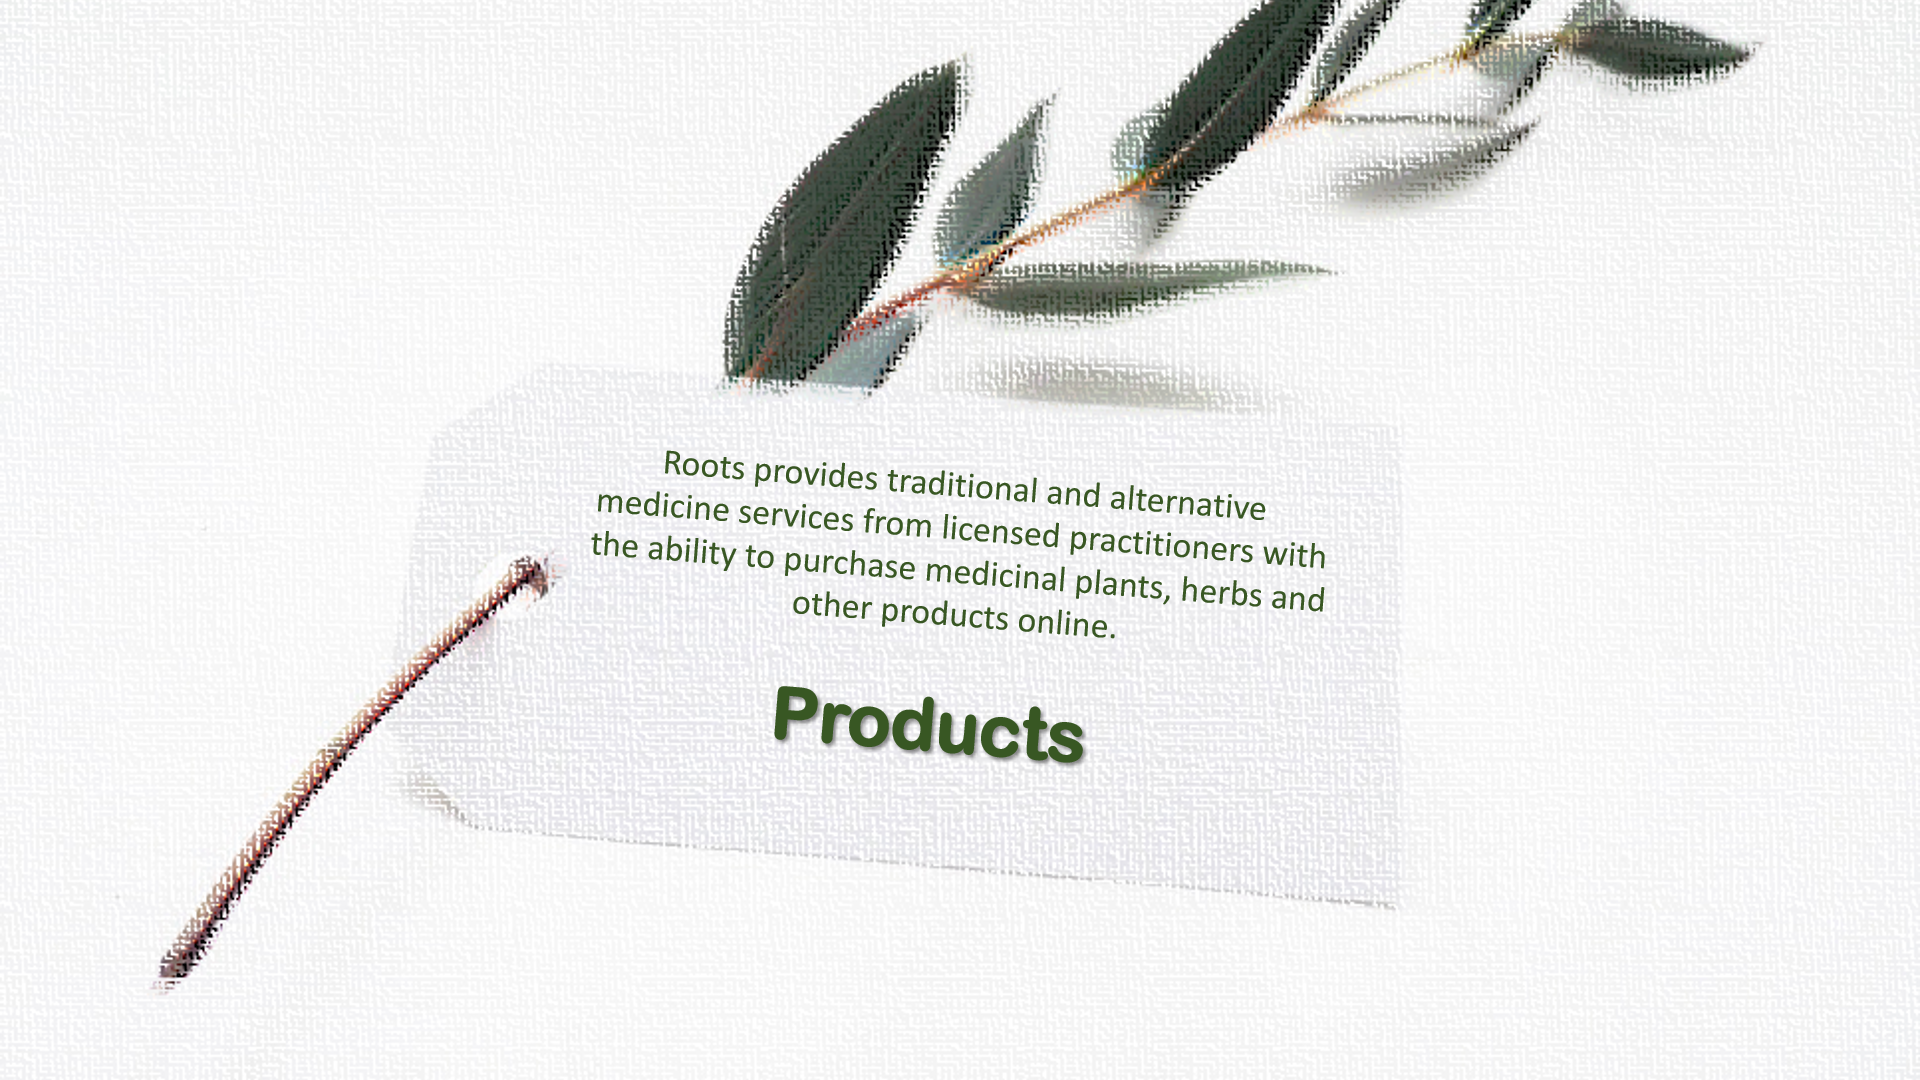 Roots provides traditional and alternative
medicine services from licensed practitioners with
the ability to purchase medicinal plants, herbs and
other products online.
Products